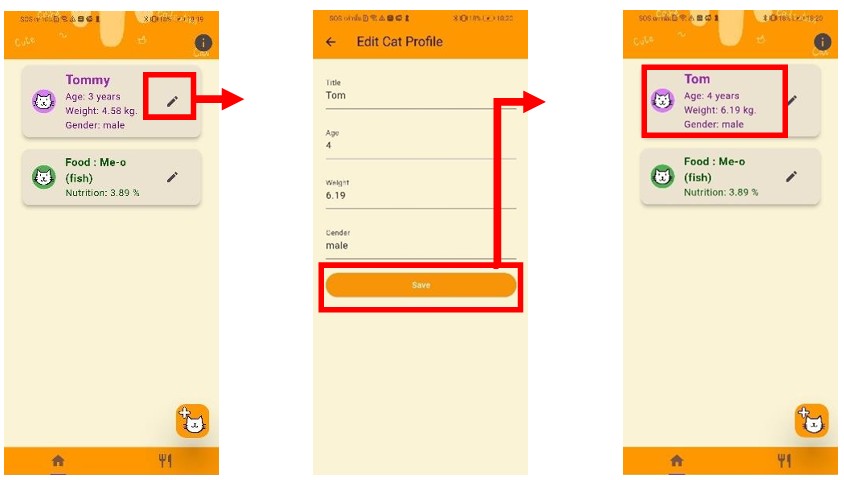 Cute
Tommy
Age: 3 years
Weight: 4.58 kg.
Gender: male
Food : Me-o
(fish)
Nutrition: 3.89 %
Edit Cat Profile
Title
Tom
Age
4
Weight
6.19
Gender
male
Save
Cute
Tom
Age: 4 years
Weight: 6.19 kg.
Gender: male
Food : Me-o
(fish)
Nutrition: 3.89 %